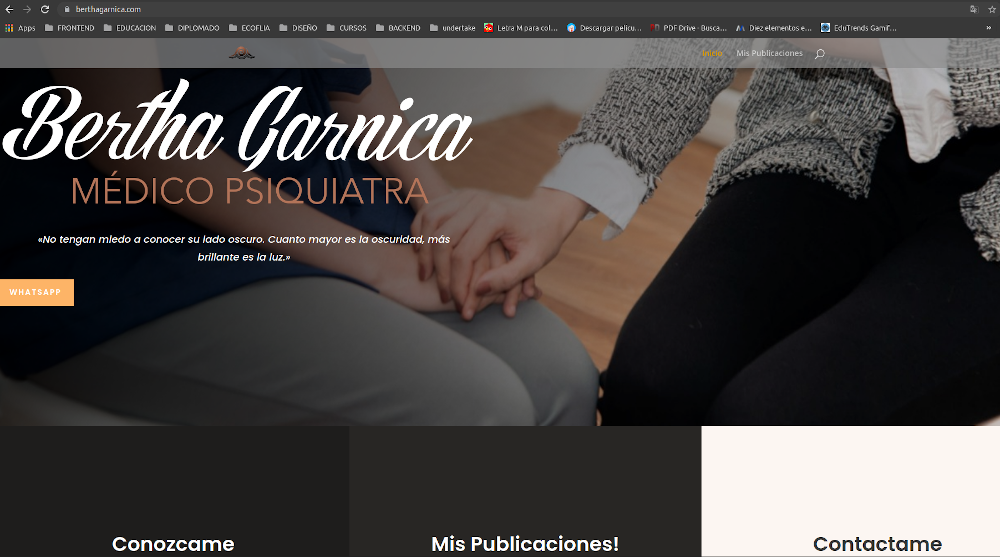 berthagarnica.com
Apps FRONTEND EDUCACION DIPLOMADO ECOFLIA DISEÑO CURSOS BACKEND undertake Letra M para col... Descargar pelícu... PDF Drive - Busca... Diez elementos e... EduTrends Gamif... »
Inicio Mis Publicaciones
Bertha Garnica
MÉDICO PSIQUIATRA
«No tengan miedo a conocer su lado oscuro. Cuanto mayor es la oscuridad, más
brillante es la luz.»
WHATSAPP
Conozcame Mis Publicaciones! Contactame